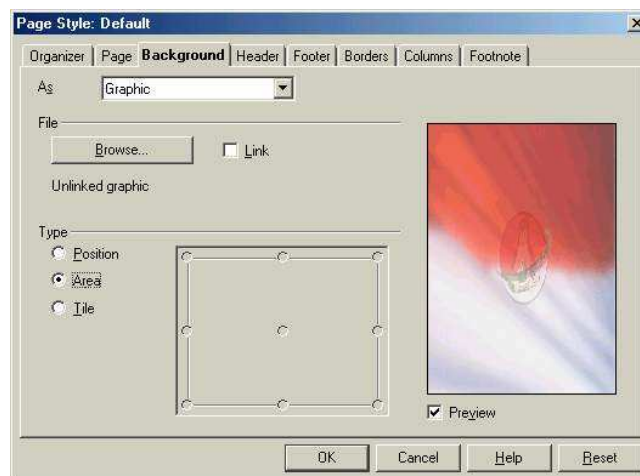 Page Style: Default
Organizer Page Background Header Footer Borders Columns Footnote
As Graphic
File
Browse... Link
Unlinked graphic
Type
Position
Area
Tile
Preview
OK Cancel Help Reset